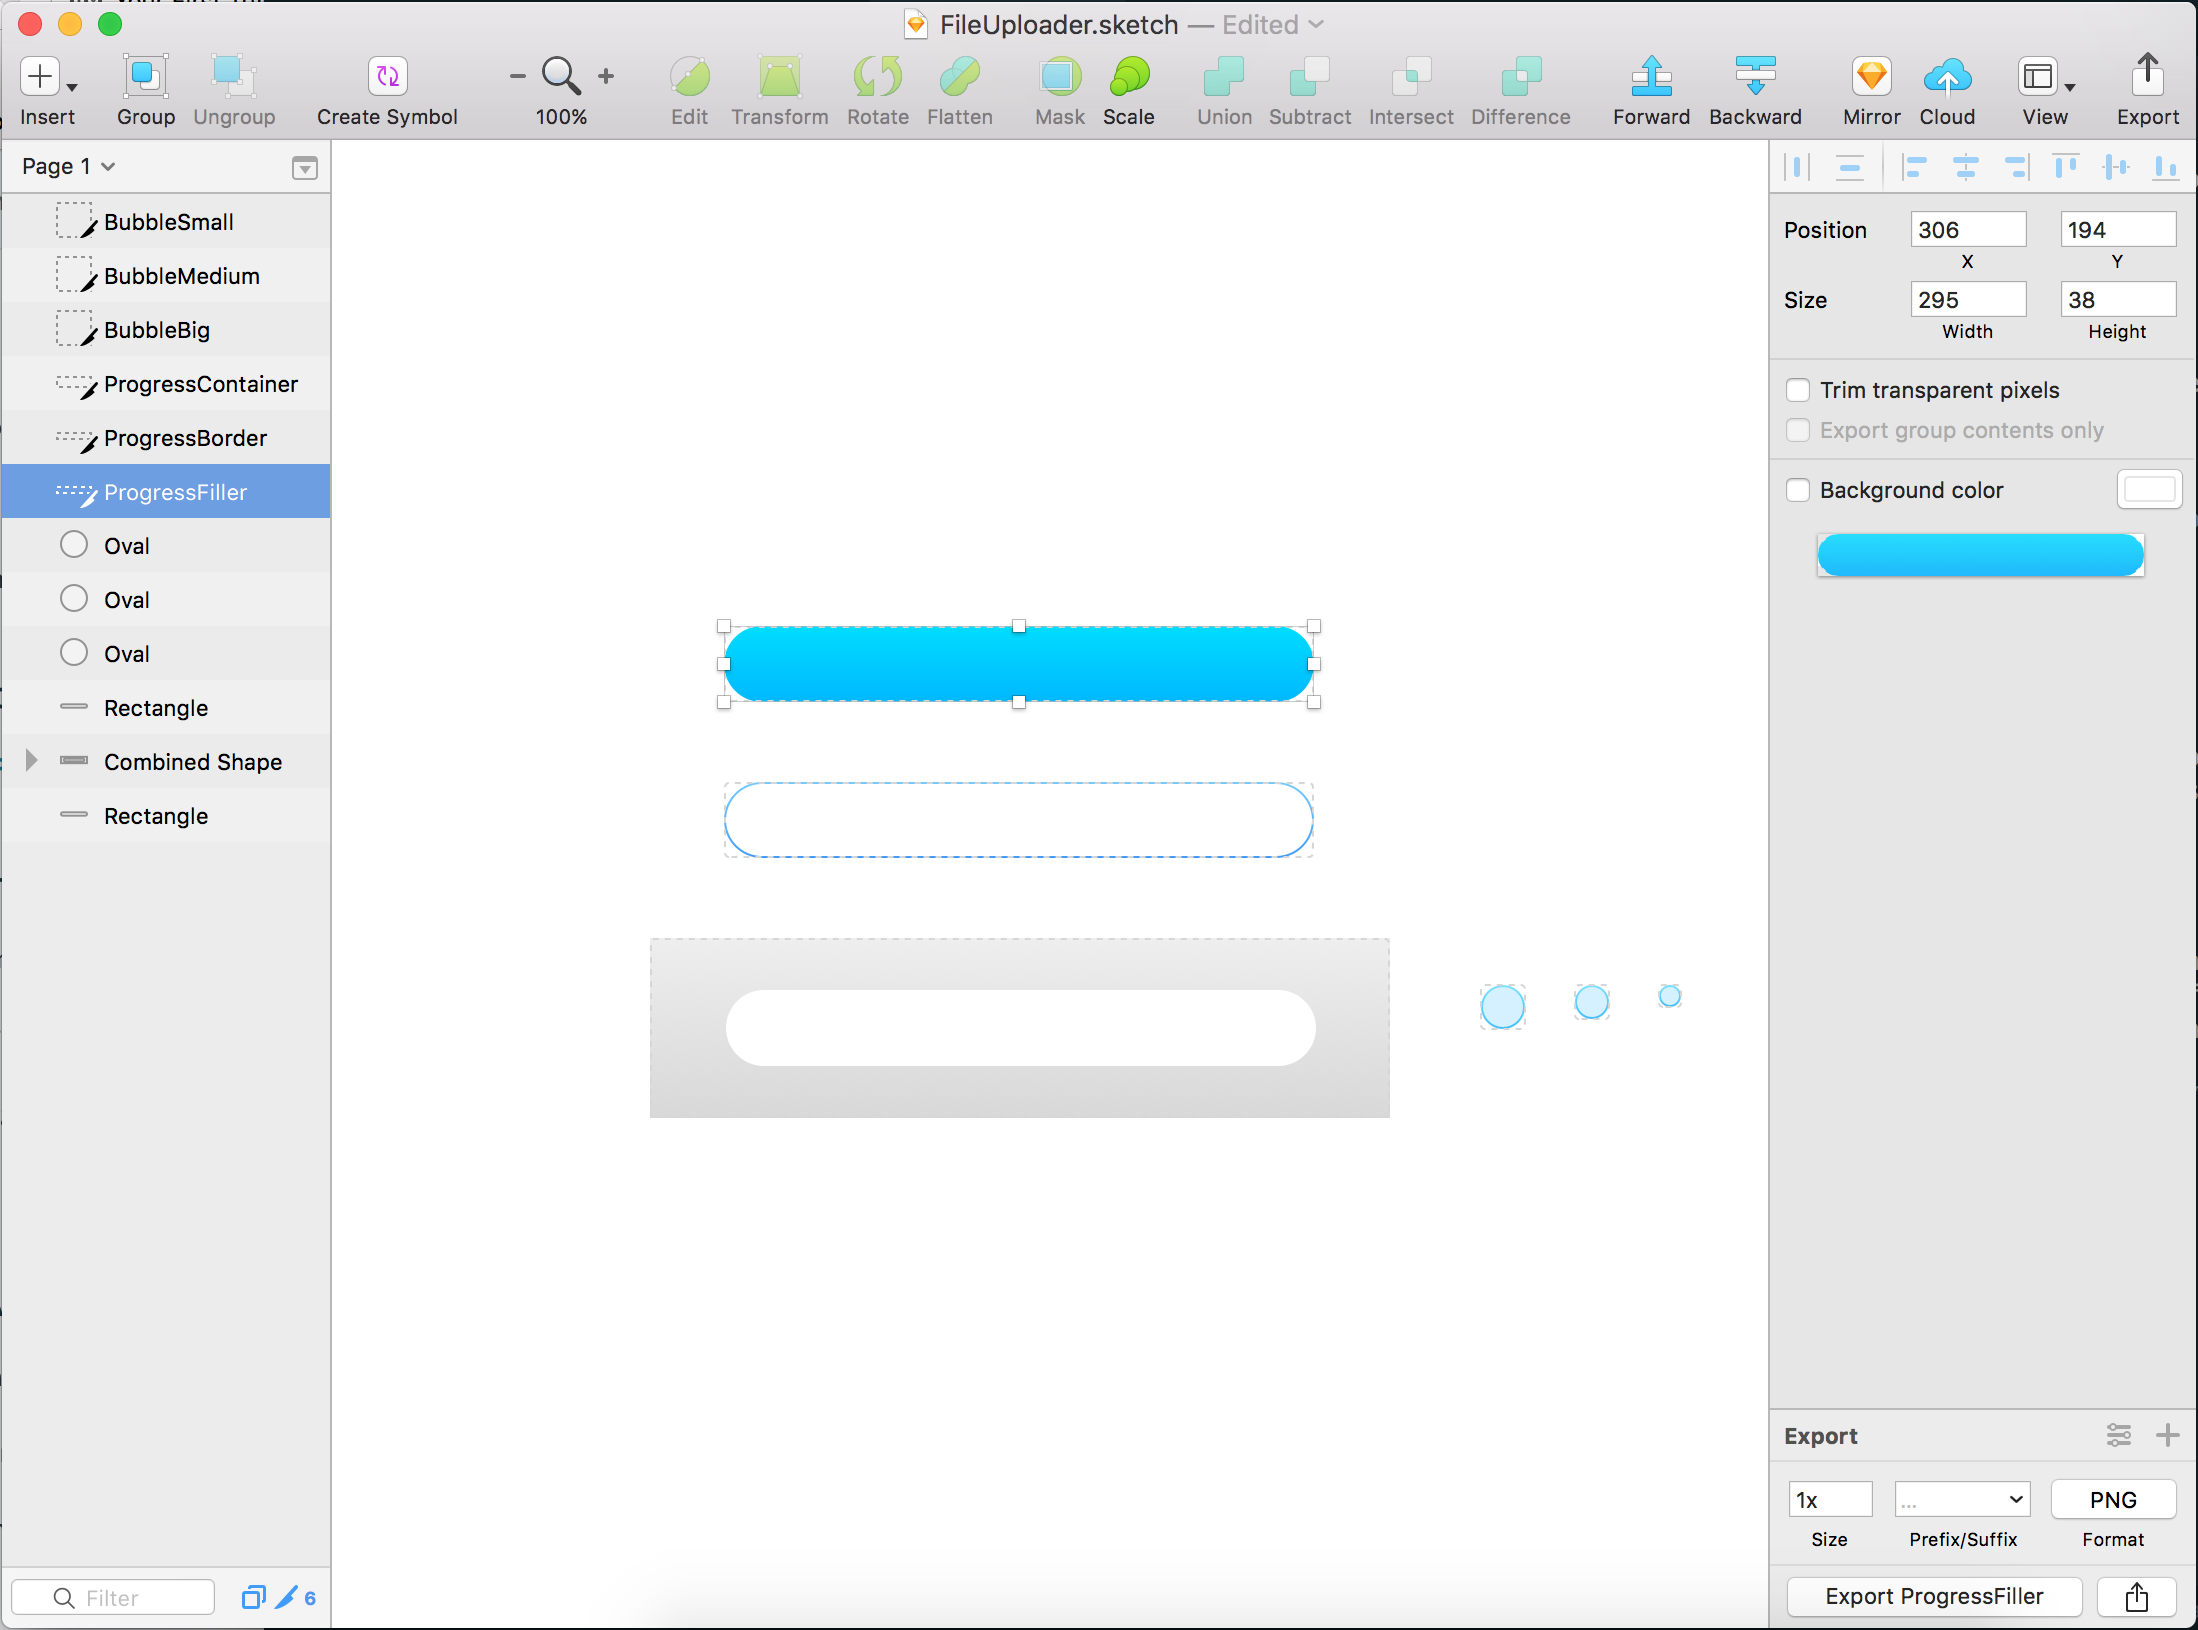 FileUploader.sketch — Edited
Insert Group Ungroup Create Symbol 100% Edit Transform Rotate Flatten Mask Scale Union Subtract Intersect Difference Forward Backward Mirror Cloud View Export
Page 1
BubbleSmall
BubbleMedium
BubbleBig
ProgressContainer
ProgressBorder
ProgressFiller
Oval
Oval
Oval
Rectangle
Combined Shape
Rectangle
Filter 6
Position 306 194
X Y
Size 295 38
Width Height
Trim transparent pixels
Export group contents only
Background color
Export
1x ... PNG
Size Prefix/Suffix Format
Export ProgressFiller